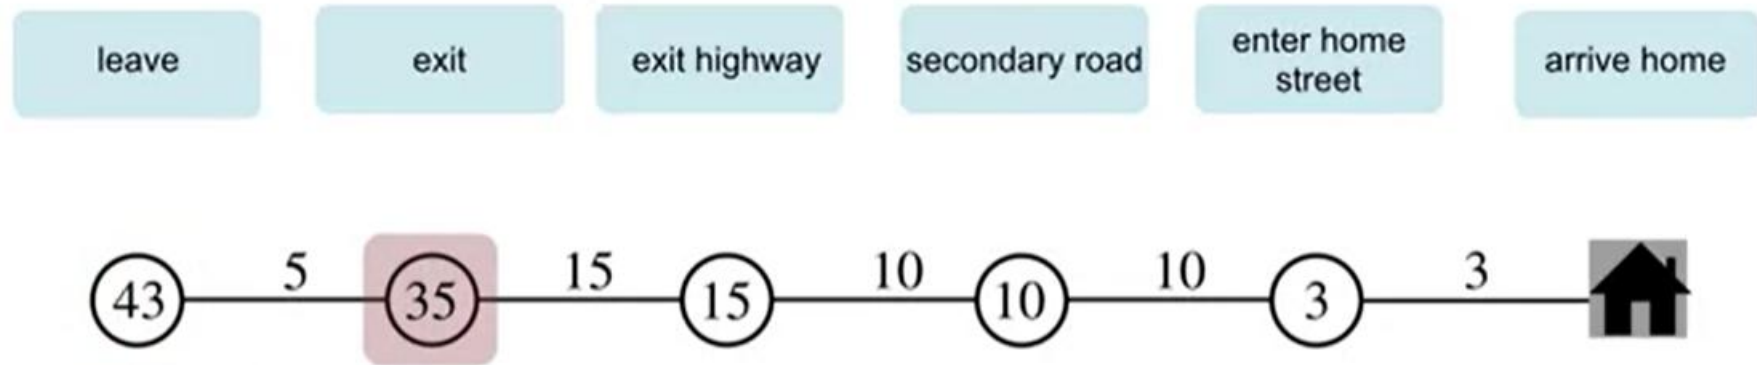 leave
exit
exit highway
secondary road
enter home
street
arrive home
5
15
10
10
3
43
35
15
10
3